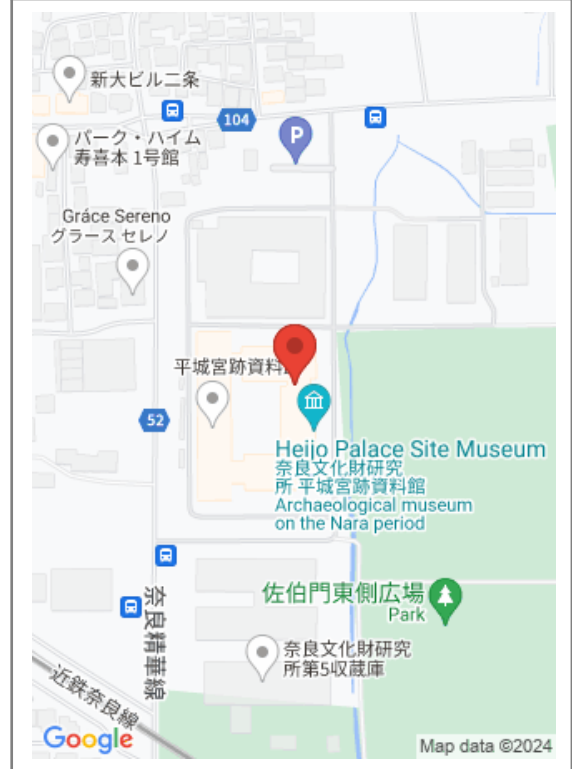 新大ビル二条
104
P
パーク・ハイム
寿喜本 1号館
Gráce Sereno
グラース セレノ
平城宮跡資料
52
Heijo Palace Site Museum
奈良文化財研究
所 平城宮跡資料館
Archaeological museum
on the Nara period
佐伯門東側広場
Park
奈良精華線
奈良文化財研究
所第5収蔵庫
近鉄奈良線
Google
Map data ©2024